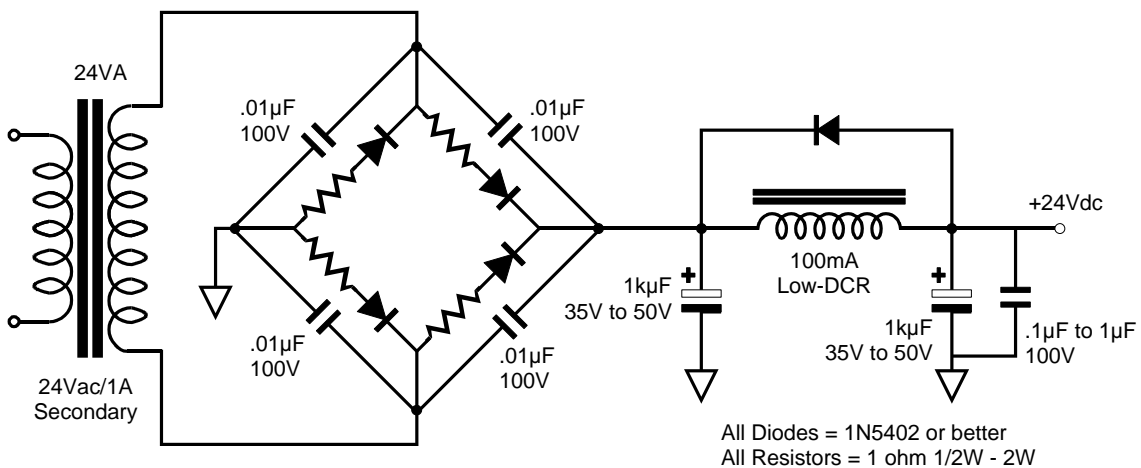 24VA
24Vac/1A
Secondary
.01µF
100V
.01µF
100V
.01µF
100V
.01µF
100V
+
1kµF
35V to 50V
100mA
Low-DCR
+24Vdc
+
1kµF
35V to 50V
.1µF to 1µF
100V
All Diodes = 1N5402 or better
All Resistors = 1 ohm 1/2W - 2W